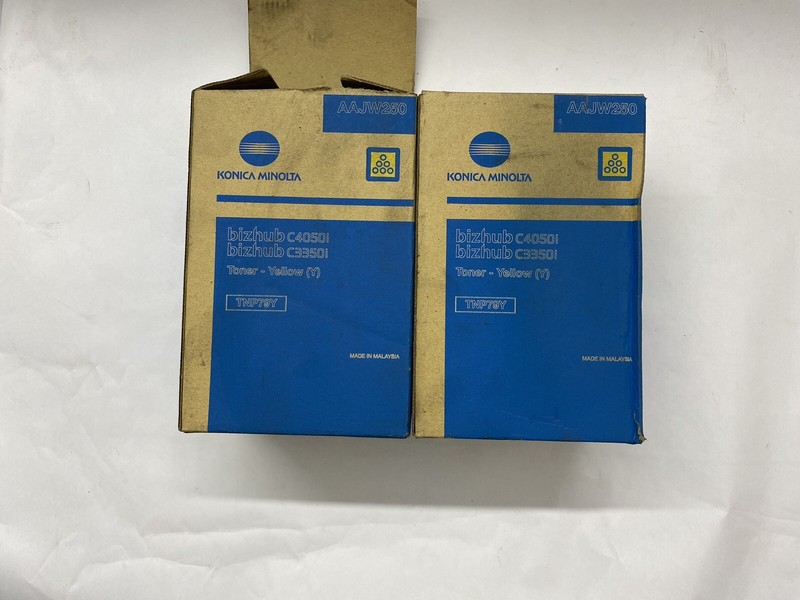 AAJW250
KONICA MINOLTA
bizhub C4050i
bizhub C3350i
Toner - Yellow (Y)
TNP79Y
MADE IN MALAYSIA
AAJW250
KONICA MINOLTA
bizhub C4050i
bizhub C3350i
Toner - Yellow (Y)
TNP79Y
MADE IN MALAYSIA